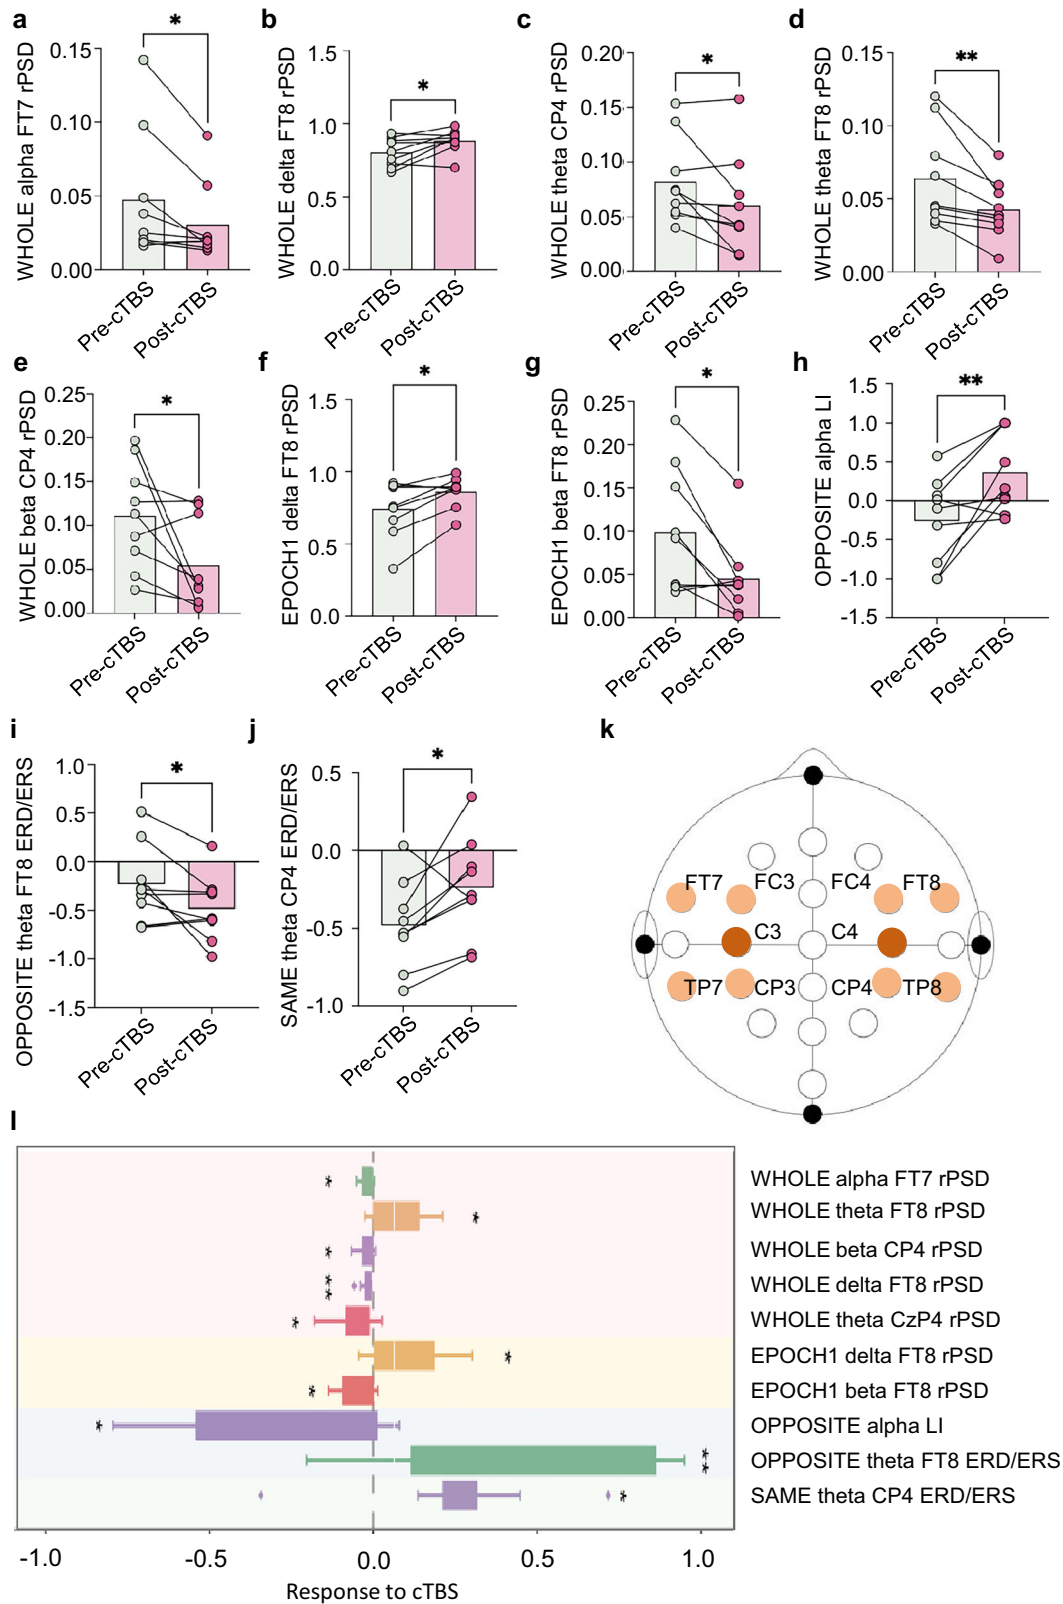 a
*
WHOLE alpha FT7 rPSD
0.15
0.10
0.05
0.00
Pre-cTBS
Post-cTBS
b
*
WHOLE delta FT8 rPSD
1.5
1.0
0.5
0.0
Pre-cTBS
Post-cTBS
c
*
WHOLE theta CP4 rPSD
0.20
0.15
0.10
0.05
0.00
Pre-cTBS
Post-cTBS
d
**
WHOLE theta FT8 rPSD
0.15
0.10
0.05
0.00
Pre-cTBS
Post-cTBS
e
*
WHOLE beta CP4 rPSD
0.25
0.20
0.15
0.10
0.05
0.00
Pre-cTBS
Post-cTBS
f
*
EPOCH1 delta FT8 rPSD
1.5
1.0
0.5
0.0
Pre-cTBS
Post-cTBS
g
*
EPOCH1 beta FT8 rPSD
0.25
0.20
0.15
0.10
0.05
0.00
Pre-cTBS
Post-cTBS
h
**
OPPOSITE alpha LI
1.5
1.0
0.5
0.0
-0.5
-1.0
-1.5
Pre-cTBS
Post-cTBS
i
*
OPPOSITE theta FT8 ERD/ERS
1.0
0.5
0.0
-0.5
-1.0
-1.5
Pre-cTBS
Post-cTBS
j
*
SAME theta CP4 ERD/ERS
0.5
0.0
-0.5
-1.0
Pre-cTBS
Post-cTBS
k
FT7 FC3 FC4 FT8
C3 C4
TP7 CP3 CP4 TP8
l
* WHOLE alpha FT7 rPSD
* WHOLE theta FT8 rPSD
* WHOLE beta CP4 rPSD
** WHOLE delta FT8 rPSD
* WHOLE theta CzP4 rPSD
* EPOCH1 delta FT8 rPSD
* EPOCH1 beta FT8 rPSD
* OPPOSITE alpha LI
** OPPOSITE theta FT8 ERD/ERS
* SAME theta CP4 ERD/ERS
-1.0 -0.5 0.0 0.5 1.0
Response to cTBS